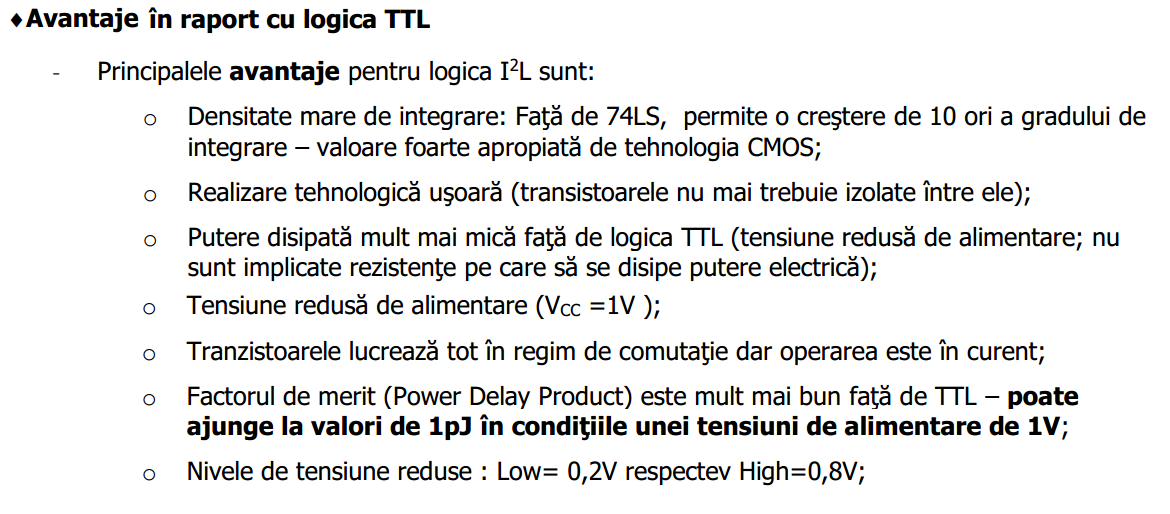 ♦Avantaje în raport cu logica TTL
- Principalele avantaje pentru logica I²L sunt:
o Densitate mare de integrare: Faţă de 74LS, permite o creştere de 10 ori a gradului de
integrare – valoare foarte apropiată de tehnologia CMOS;
o Realizare tehnologică uşoară (transistoarele nu mai trebuie izolate între ele);
o Putere disipată mult mai mică faţă de logica TTL (tensiune redusă de alimentare; nu
sunt implicate rezistenţe pe care să se disipe putere electrică);
o Tensiune redusă de alimentare (VCC =1V );
o Tranzistoarele lucrează tot în regim de comutaţie dar operarea este în curent;
o Factorul de merit (Power Delay Product) este mult mai bun faţă de TTL – poate
ajunge la valori de 1pJ în condiţiile unei tensiuni de alimentare de 1V;
o Nivele de tensiune reduse : Low= 0,2V respectev High=0,8V;